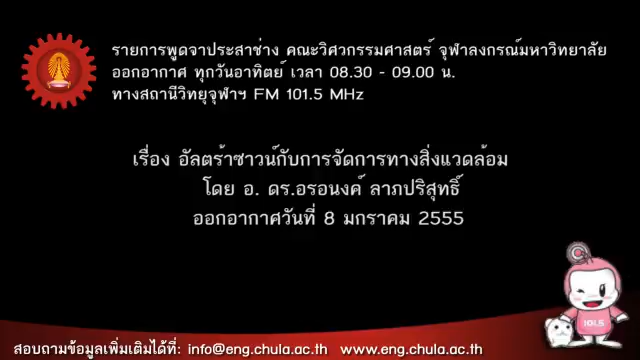 รายการพูดจาประสาช่าง คณะวิศวกรรมศาสตร์ จุฬาลงกรณ์มหาวิทยาลัย
ออกอากาศ ทุกวันอาทิตย์ เวลา 08.30 - 09.00 น.
ทางสถานีวิทยุจุฬาฯ FM 101.5 MHz
เรื่อง อัลตร้าซาวน์กับการจัดการทางสิ่งแวดล้อม
โดย อ. ดร.อรอนงค์ ลาภปริสุทธิ์
ออกอากาศวันที่ 8 มกราคม 2555
101.5
สอบถามข้อมูลเพิ่มเติมได้ที่: info@eng.chula.ac.th www.eng.chula.ac.th